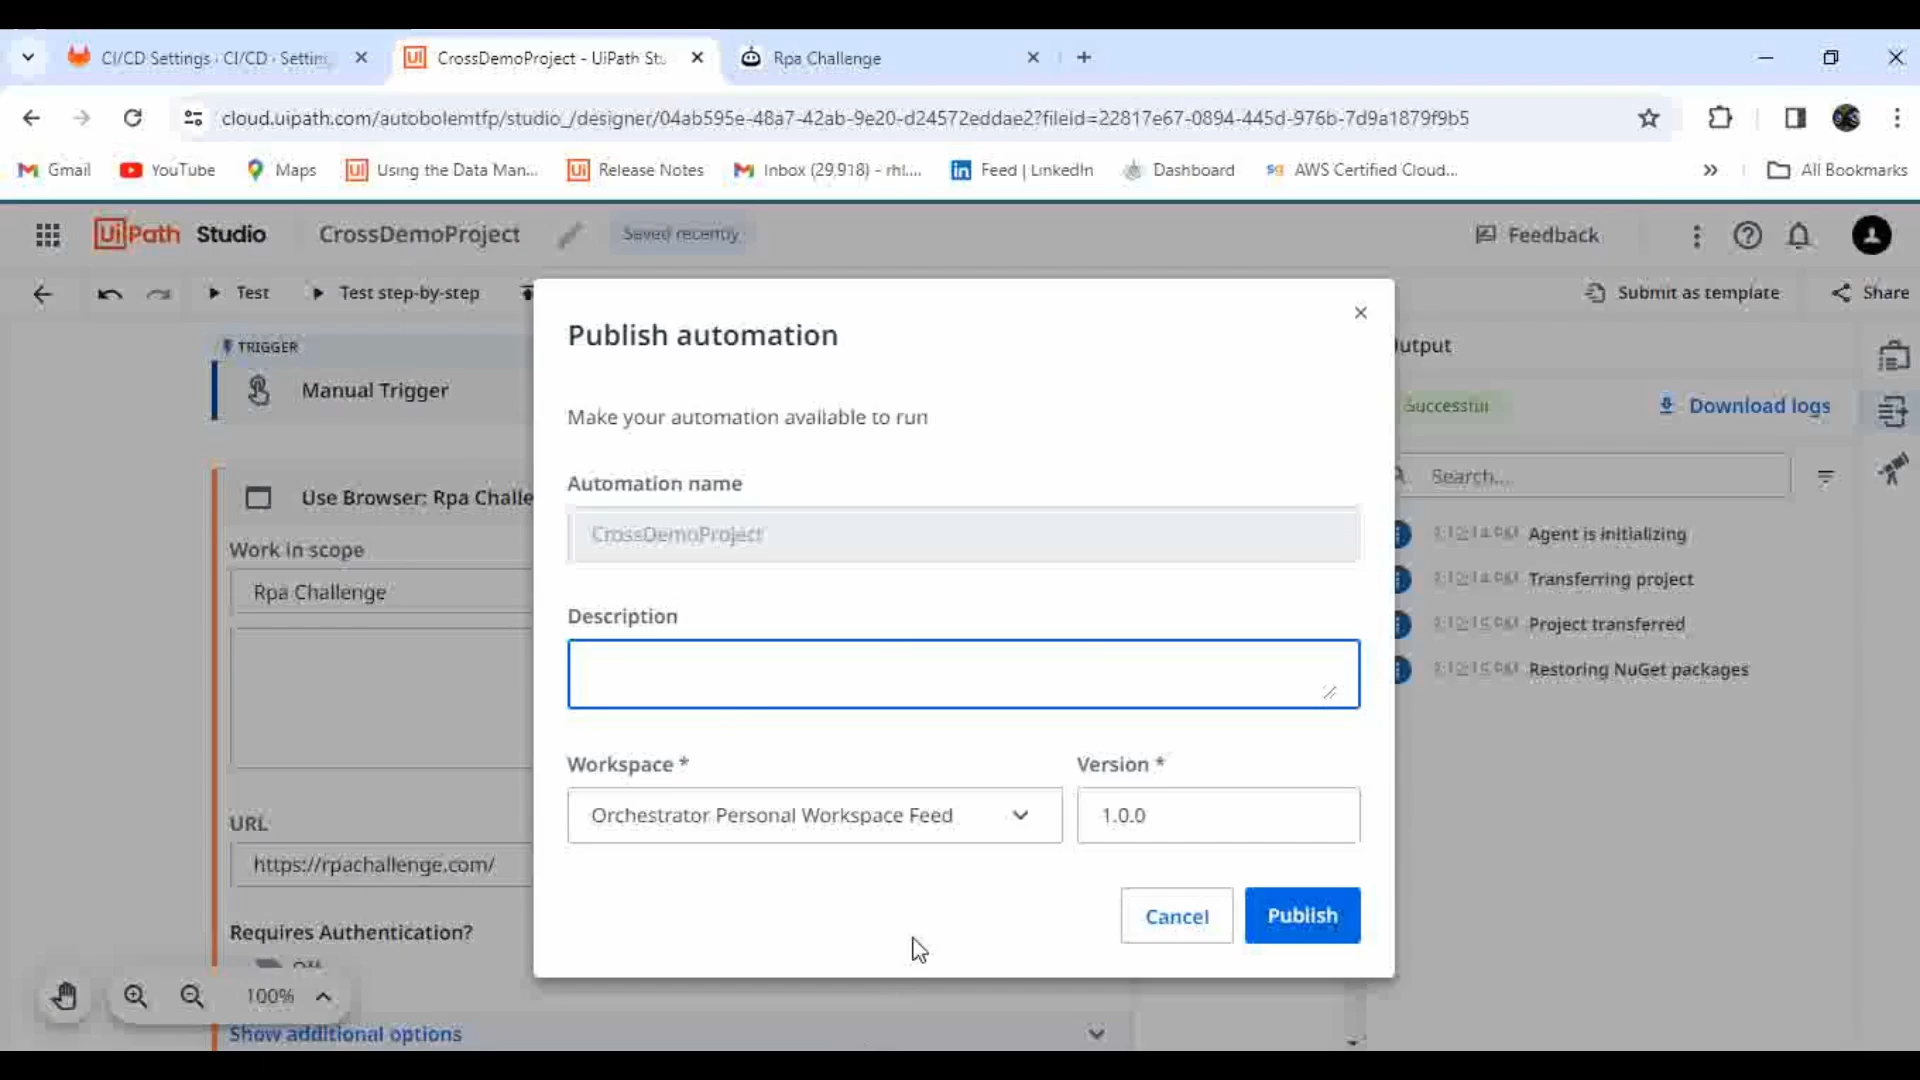 CI/CD Settings · CI/CD · Settin
CrossDemoProject - UiPath Stu
Rpa Challenge
cloud.uipath.com/autobolemtfp/studio_/designer/04ab595e-48a7-42ab-9e20-d24572eddae2?fileId=22817e67-0894-445d-976b-7d9a1879f9b5
Gmail
YouTube
Maps
Using the Data Man...
Release Notes
Inbox (29,918) - rhl....
Feed | LinkedIn
Dashboard
AWS Certified Cloud...
All Bookmarks
UiPath Studio
CrossDemoProject
Saved recently
Feedback
Test
Test step-by-step
Submit as template
Share
TRIGGER
Manual Trigger
Use Browser: Rpa Challe
Work in scope
Rpa Challenge
URL
https://rpachallenge.com/
Requires Authentication?
Off
100%
Show additional options
Publish automation
Make your automation available to run
Automation name
CrossDemoProject
Description
Workspace *
Orchestrator Personal Workspace Feed
Version *
1.0.0
Cancel
Publish
utput
Successful
Download logs
Search...
Agent is initializing
Transferring project
Project transferred
Restoring NuGet packages